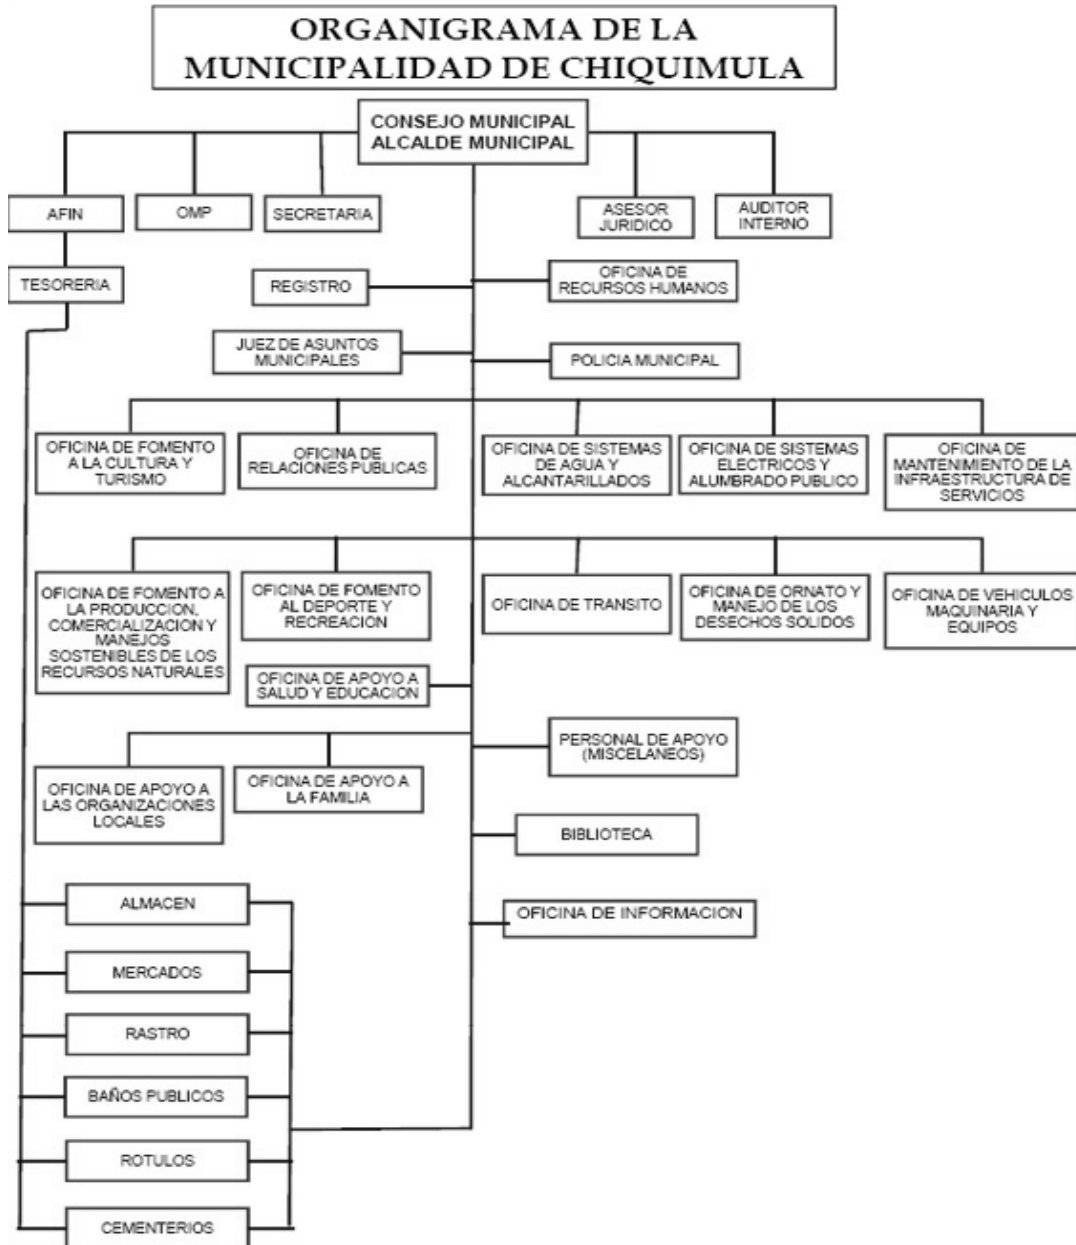 ORGANIGRAMA DE LA
MUNICIPALIDAD DE CHIQUIMULA
CONSEJO MUNICIPAL
ALCALDE MUNICIPAL
AFIN
OMP
SECRETARIA
ASESOR
JURIDICO
AUDITOR
INTERNO
TESORERIA
REGISTRO
OFICINA DE
RECURSOS HUMANOS
JUEZ DE ASUNTOS
MUNICIPALES
POLICIA MUNICIPAL
OFICINA DE FOMENTO
A LA CULTURA Y
TURISMO
OFICINA DE
RELACIONES PUBLICAS
OFICINA DE SISTEMAS
DE AGUA Y
ALCANTARILLADOS
OFICINA DE SISTEMAS
ELECTRICOS Y
ALUMBRADO PUBLICO
OFICINA DE
MANTENIMIENTO DE LA
INFRAESTRUCTURA DE
SERVICIOS
OFICINA DE FOMENTO A
LA PRODUCCION,
COMERCIALIZACION Y
MANEJOS
SOSTENIBLES DE LOS
RECURSOS NATURALES
OFICINA DE FOMENTO
AL DEPORTE Y
RECREACION
OFICINA DE TRANSITO
OFICINA DE ORNATO Y
MANEJO DE LOS
DESECHOS SOLIDOS
OFICINA DE VEHICULOS
MAQUINARIA Y
EQUIPOS
OFICINA DE APOYO A
SALUD Y EDUCACION
PERSONAL DE APOYO
(MISCELANEOS)
OFICINA DE APOYO A
LAS ORGANIZACIONES
LOCALES
OFICINA DE APOYO A
LA FAMILIA
BIBLIOTECA
ALMACEN
OFICINA DE INFORMACION
MERCADOS
RASTRO
BAÑOS PUBLICOS
ROTULOS
CEMENTERIOS